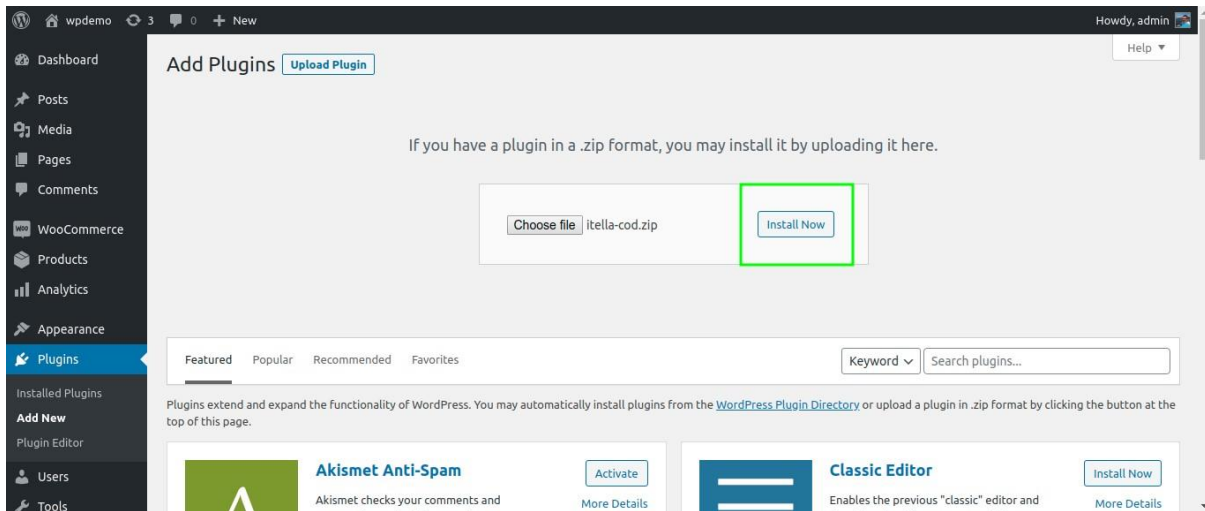 wpdemo 3 0 + New Howdy, admin
Help ▼
Dashboard
Posts
Media
Pages
Comments
WooCommerce
Products
Analytics
Appearance
Plugins
Installed Plugins
Add New
Plugin Editor
Users
Tools
Add Plugins Upload Plugin
If you have a plugin in a .zip format, you may install it by uploading it here.
Choose file itella-cod.zip Install Now
Featured Popular Recommended Favorites Keyword Search plugins...
Plugins extend and expand the functionality of WordPress. You may automatically install plugins from the WordPress Plugin Directory or upload a plugin in .zip format by clicking the button at the
top of this page.
Akismet Anti-Spam Activate
Akismet checks your comments and More Details
Classic Editor Install Now
Enables the previous "classic" editor and More Details